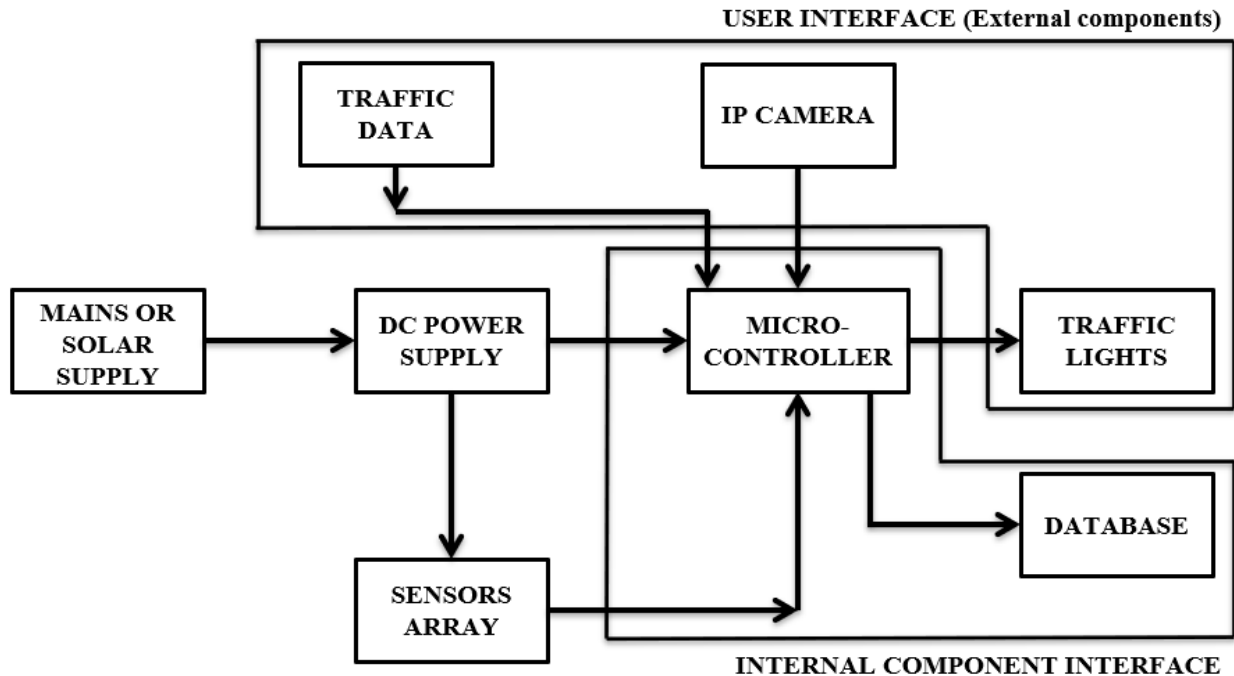 USER INTERFACE (External components)
TRAFFIC
DATA
IP CAMERA
MAINS OR
SOLAR
SUPPLY
DC POWER
SUPPLY
MICRO-
CONTROLLER
TRAFFIC
LIGHTS
DATABASE
SENSORS
ARRAY
INTERNAL COMPONENT INTERFACE